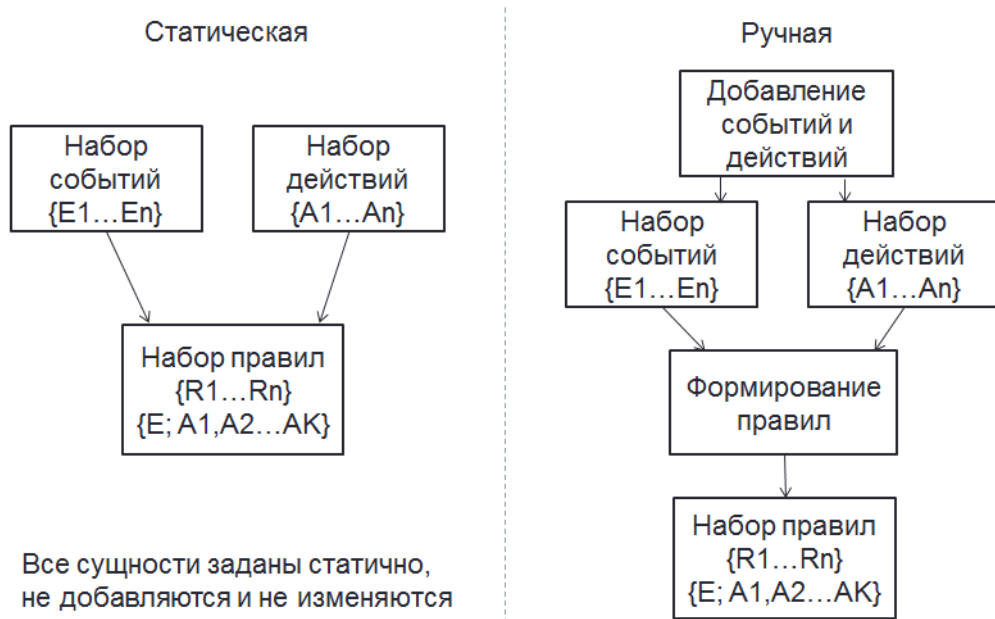 Статическая
Набор
событий
{E1…En}
Набор
действий
{A1…An}
Набор правил
{R1…Rn}
{E; A1,A2…AK}
Все сущности заданы статично,
не добавляются и не изменяются
Ручная
Добавление
событий и
действий
Набор
событий
{E1…En}
Набор
действий
{A1…An}
Формирование
правил
Набор правил
{R1…Rn}
{E; A1,A2…AK}